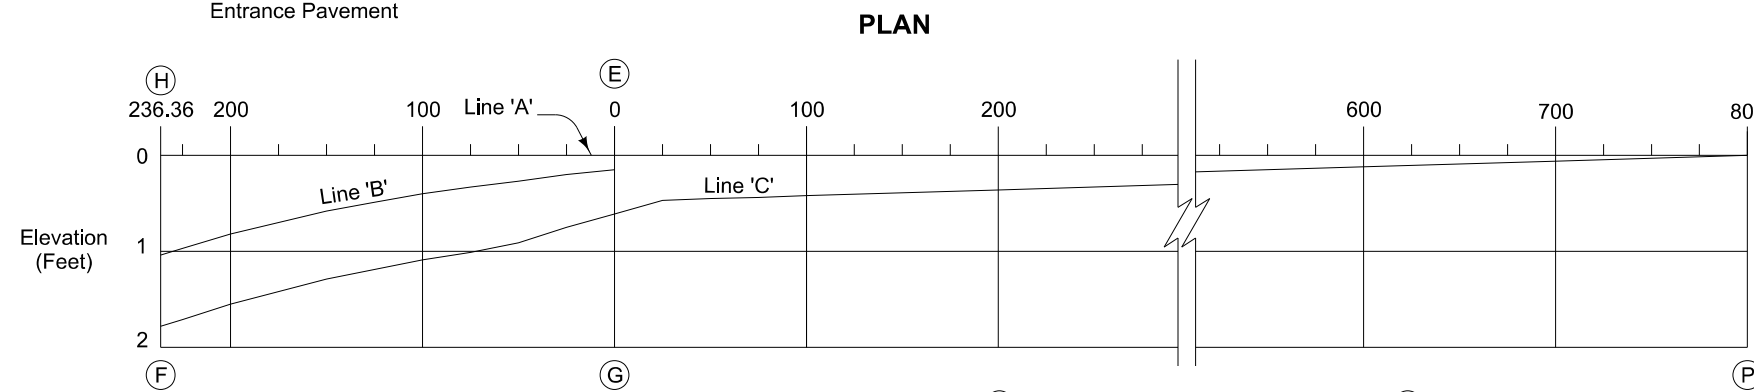 Entrance Pavement
PLAN
H E
236.36 200 100 Line 'A' 0 100 200 600 700 80
0
Line 'B' Line 'C'
Elevation
(Feet)
1
2
F G P